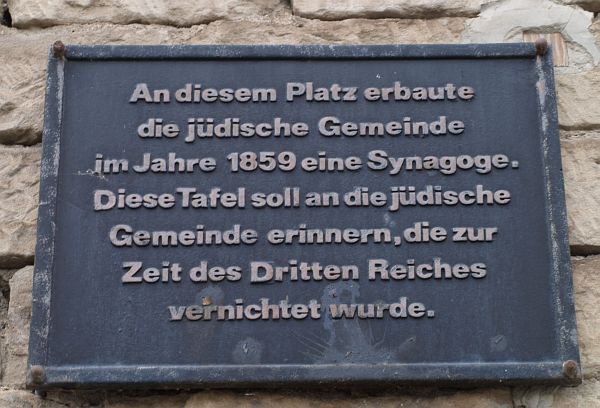 An diesem Platz erbaute
die jüdische Gemeinde
im Jahre 1859 eine Synagoge.
Diese Tafel soll an die jüdische
Gemeinde erinnern, die zur
Zeit des Dritten Reiches
vernichtet wurde.